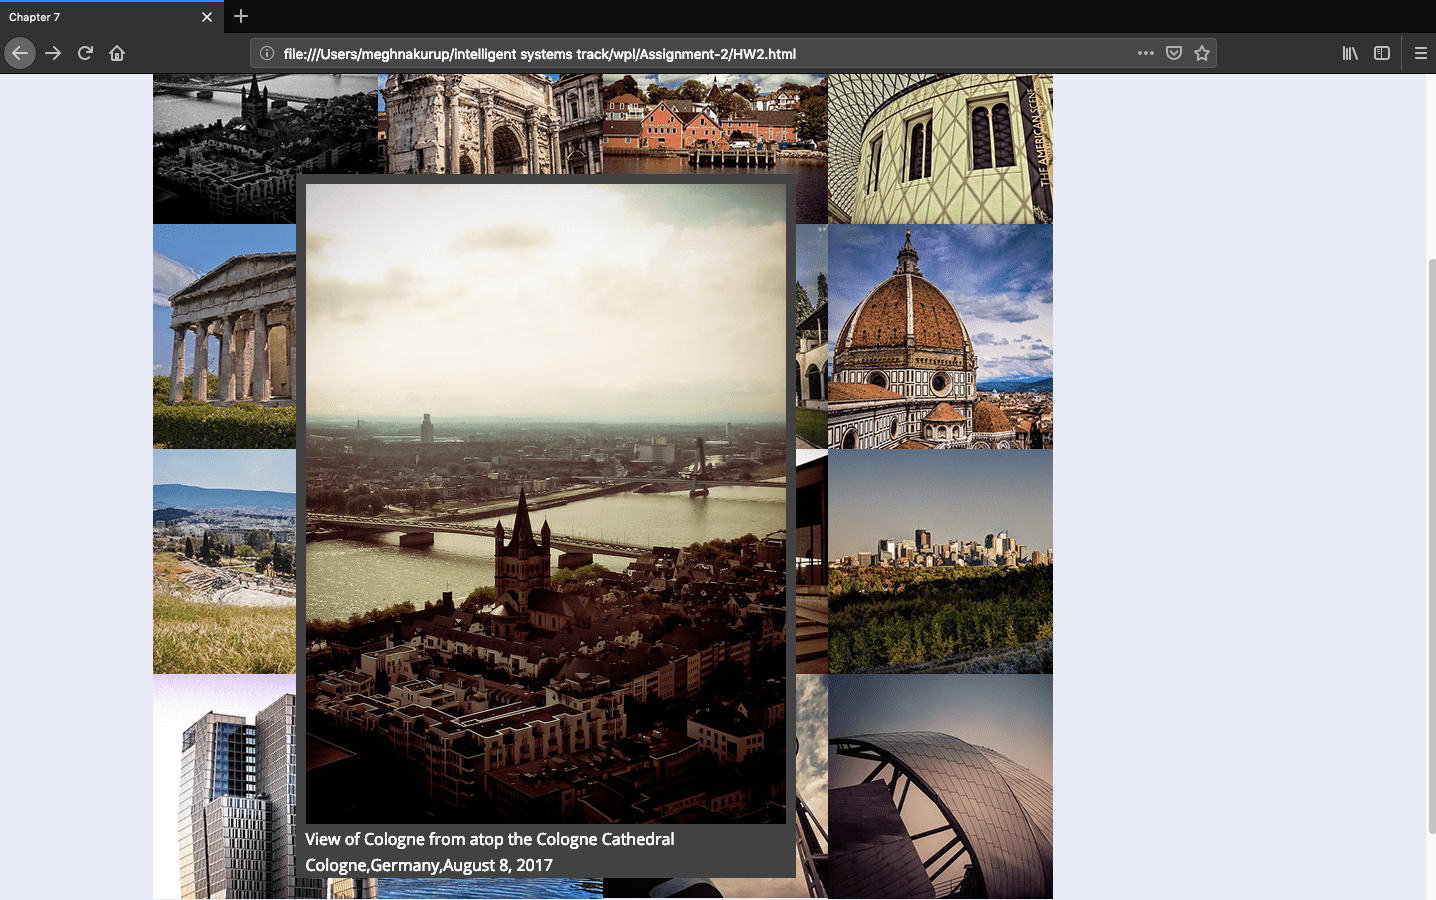 Chapter 7
file:///Users/meghnakurup/intelligent systems track/wpl/Assignment-2/HW2.html
THE AMERICAN SCENE
View of Cologne from atop the Cologne Cathedral
Cologne,Germany,August 8, 2017